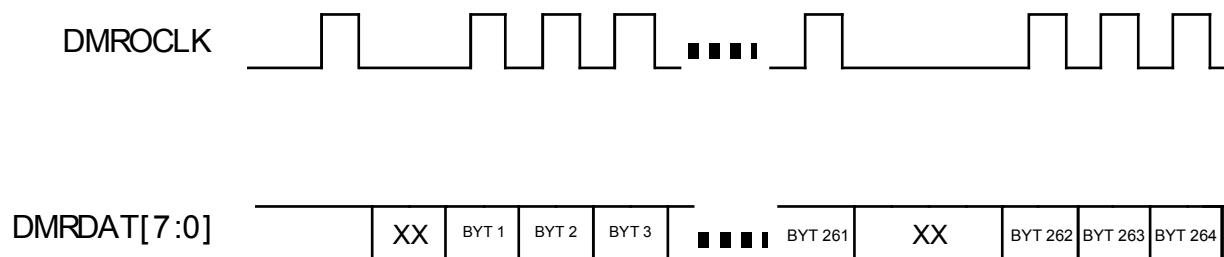 DMROCLK
DMRDAT[7:0] XX BYT 1 BYT 2 BYT 3 BYT 261 XX BYT 262 BYT 263 BYT 264